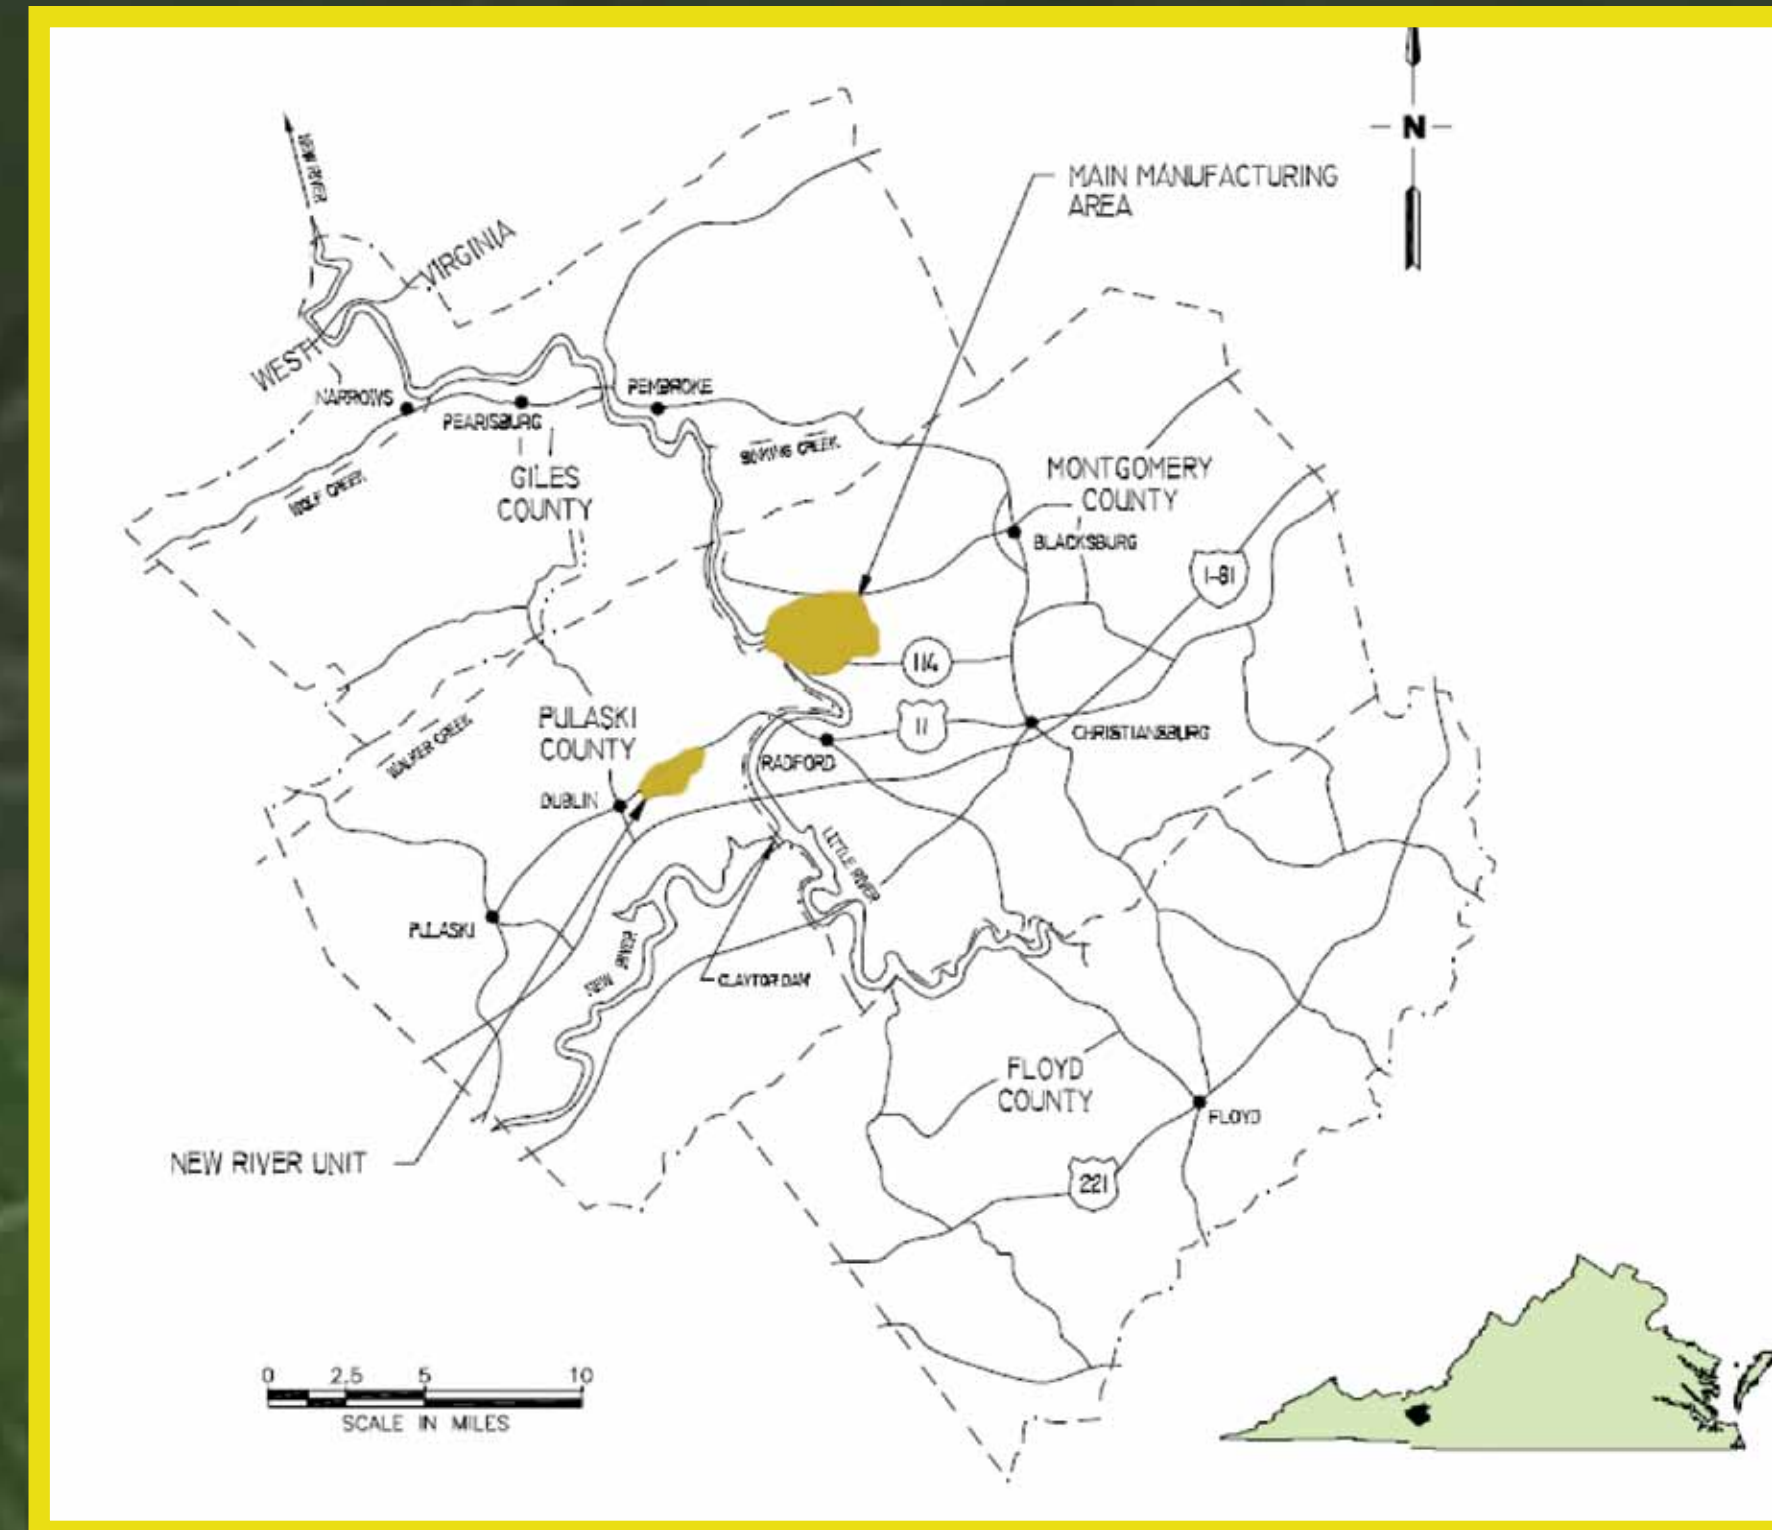 N
MAIN MANUFACTURING
AREA
NEW RIVER
WEST VIRGINIA
NARROWS
PEARISBURG
PEMBROKE
SINKING CREEK
WOLF CREEK
GILES
COUNTY
MONTGOMERY
COUNTY
BLACKSBURG
I-81
114
11
PULASKI
COUNTY
WALKER CREEK
RADFORD
CHRISTIANSBURG
DUBLIN
LITTLE RIVER
PULASKI
NEW RIVER
CLAYTOR DAM
FLOYD
COUNTY
FLOYD
NEW RIVER UNIT
221
0 2.5 5 10
SCALE IN MILES